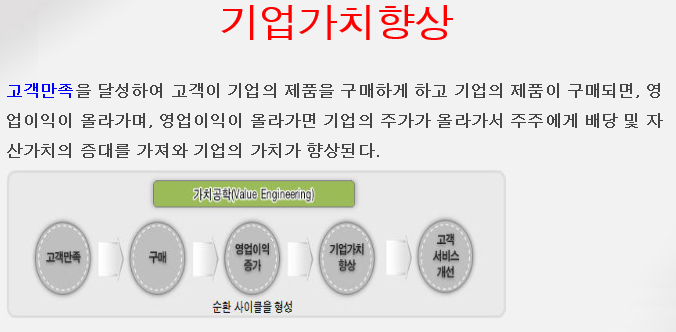 기업가치향상
고객만족을 달성하여 고객이 기업의 제품을 구매하게 하고 기업의 제품이 구매되면, 영
업이익이 올라가며, 영업이익이 올라가면 기업의 주가가 올라가서 주주에게 배당 및 자
산가치의 증대를 가져와 기업의 가치가 향상된다.
가치공학(Value Engineering)
고객만족
구매
영업이익
증가
기업가치
향상
고객
서비스
개선
순환 사이클을 형성